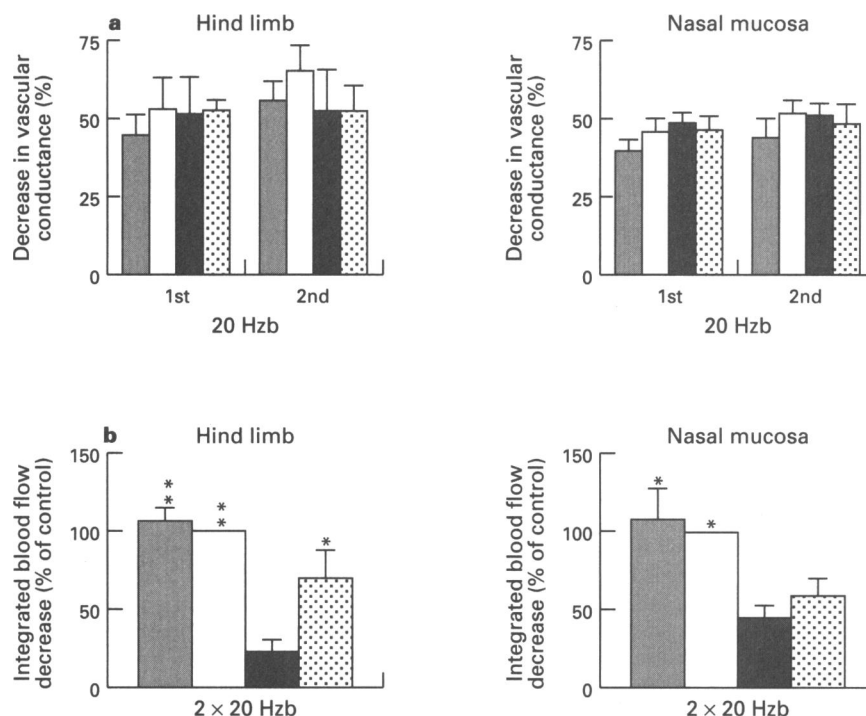 a
Hind limb
Decrease in vascular
conductance (%)
75
50
25
0
1st
2nd
20 Hzb
Nasal mucosa
Decrease in vascular
conductance (%)
75
50
25
0
1st
2nd
20 Hzb
b
Hind limb
Integrated blood flow
decrease (% of control)
150
100
50
0
**
**
*
2 × 20 Hzb
Nasal mucosa
Integrated blood flow
decrease (% of control)
150
100
50
0
*
*
2 × 20 Hzb